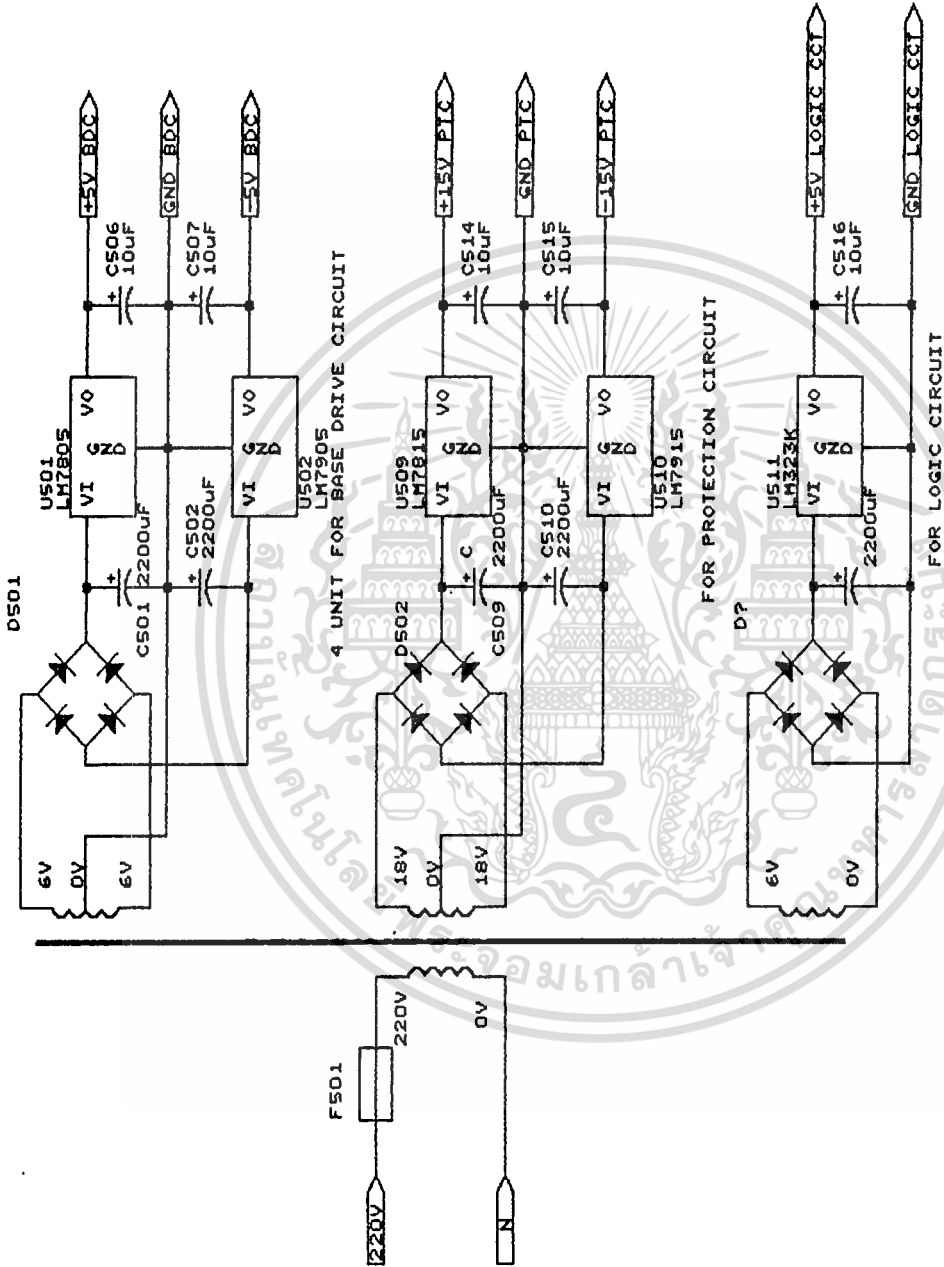 F501
220V
220V
0V
N
D501
6V
0V
6V
C501
2200uF
C502
2200uF
U501
LM7805
VI
VO
GND
VI
VO
GND
U502
LM7905
C506
10uF
C507
10uF
+5V BDC
GND BDC
-5V BDC
4 UNIT FOR BASE DRIVE CIRCUIT
D502
18V
0V
18V
C
2200uF
C509
C510
2200uF
U509
LM7815
VI
VO
GND
VI
VO
GND
U510
LM7915
C514
10uF
C515
10uF
+15V PTC
GND PTC
-15V PTC
FOR PROTECTION CIRCUIT
D?
6V
0V
2200uF
U511
LM323K
VI
VO
GND
C516
10uF
+5V LOGIC CCT
GND LOGIC CCT
FOR LOGIC CIRCUIT